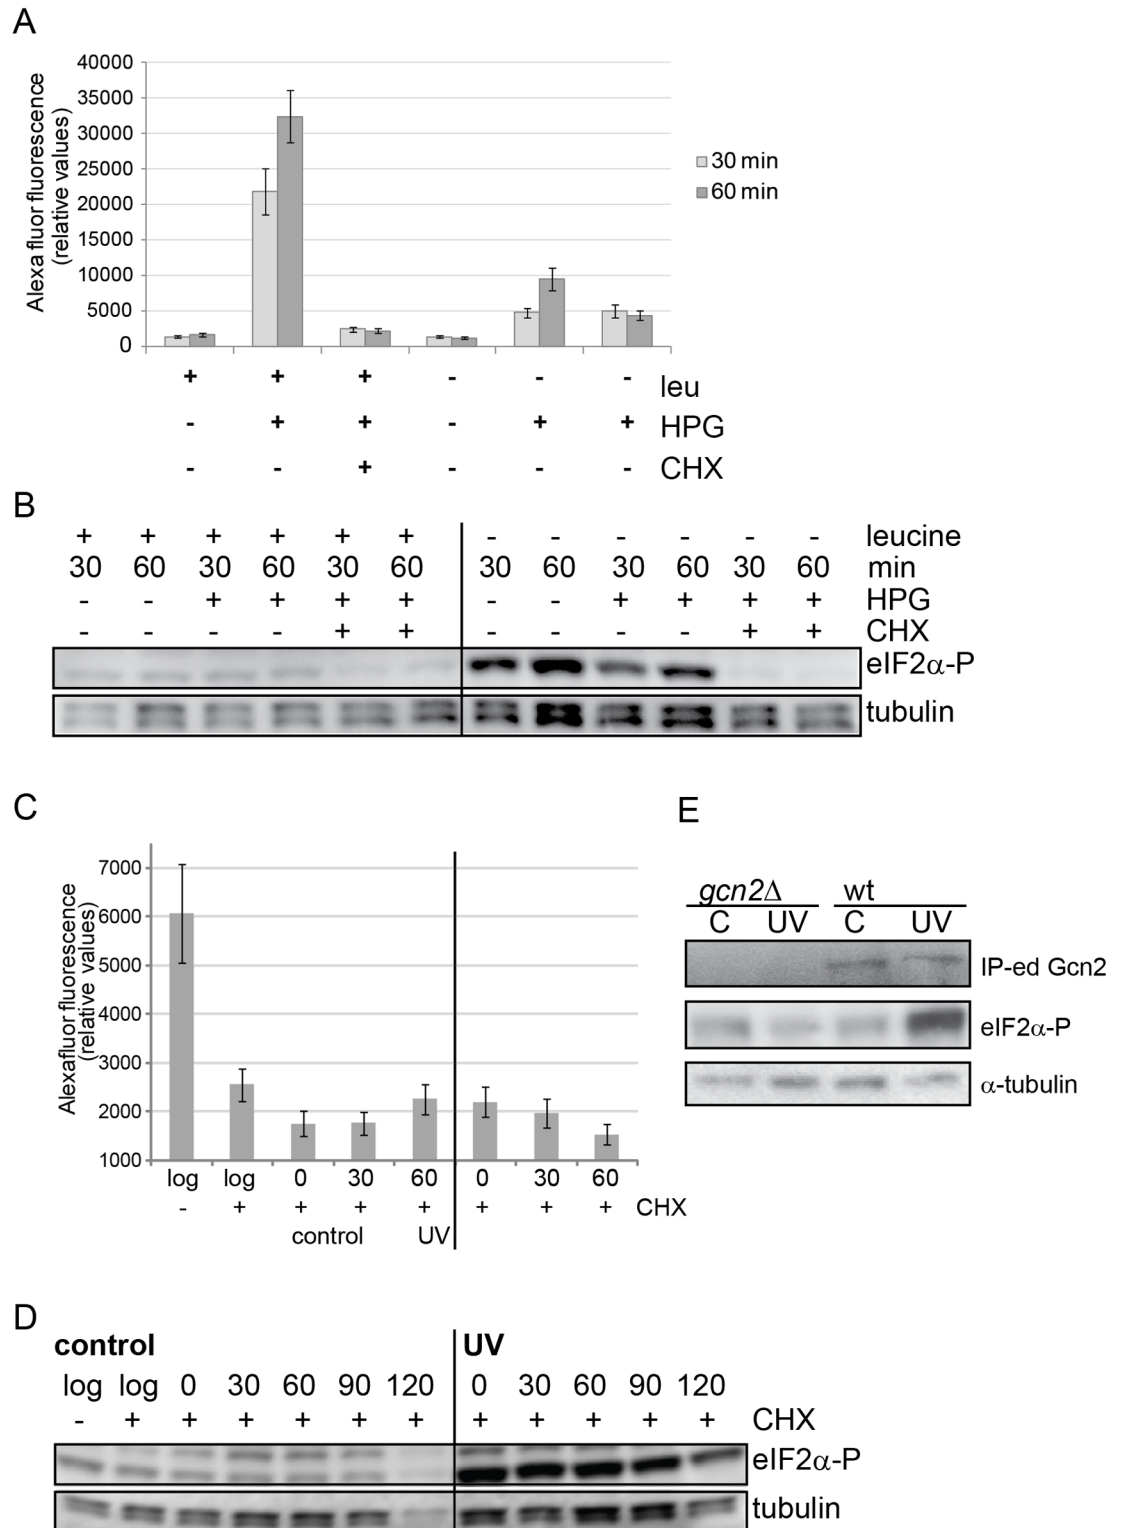 A
Alexa fluor fluorescence
(relative values)
40000
35000
30000
25000
20000
15000
10000
5000
0
30 min
60 min
+ + + - - - leu
- + + - + + HPG
- - + - - - CHX
B
+ + + + + + - - - - - - leucine
30 60 30 60 30 60 30 60 30 60 30 60 min
- - + + + + - - + + + + HPG
- - - - + + - - - - + + CHX
eIF2α-P
tubulin
C
Alexafluor fluorescence
(relative values)
7000
6000
5000
4000
3000
2000
1000
log log 0 30 60 0 30 60
- + + + + + + + CHX
control UV
E
gcn2Δ wt
C UV C UV
IP-ed Gcn2
eIF2α-P
α-tubulin
D
control UV
log log 0 30 60 90 120 0 30 60 90 120
- + + + + + + + + + + + CHX
eIF2α-P
tubulin